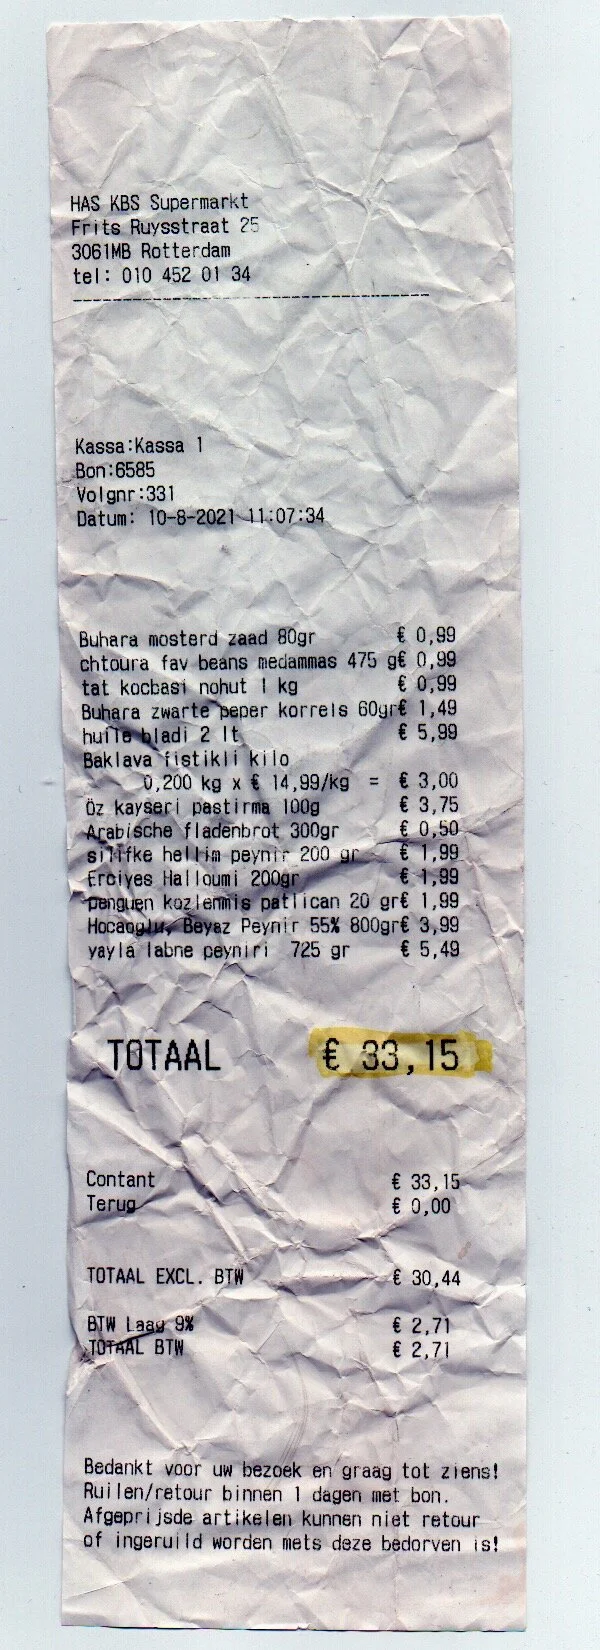 HAS KBS Supermarkt
Frits Ruysstraat 25
3061MB Rotterdam
tel: 010 452 01 34
------------------------------------
Kassa:Kassa 1
Bon:6585
Volgnr:331
Datum: 10-8-2021 11:07:34
Buhara mosterd zaad 80gr € 0,99
chtoura fav beans medammas 475 g€ 0,99
tat kocbasi nohut 1 kg € 0,99
Buhara zwarte peper korrels 60gr€ 1,49
huile bladi 2 lt € 5,99
Baklava fistikli kilo
0,200 kg x € 14,99/kg = € 3,00
Öz kayseri pastirma 100g € 3,75
Arabische fladenbrot 300gr € 0,50
silifke hellim peynir 200 gr € 1,99
Erciyes Halloumi 200gr € 1,99
penguen kozlenmis patlican 20 gr€ 1,99
Hocaoglu, Beyaz Peynir 55% 800gr€ 3,99
yayla labne peyniri 725 gr € 5,49
TOTAAL € 33,15
Contant € 33,15
Terug € 0,00
TOTAAL EXCL. BTW € 30,44
BTW Laag 9% € 2,71
TOTAAL BTW € 2,71
Bedankt voor uw bezoek en graag tot ziens!
Ruilen/retour binnen 1 dagen met bon.
Afgeprijsde artikelen kunnen niet retour
of ingeruild worden mets deze bedorven is!